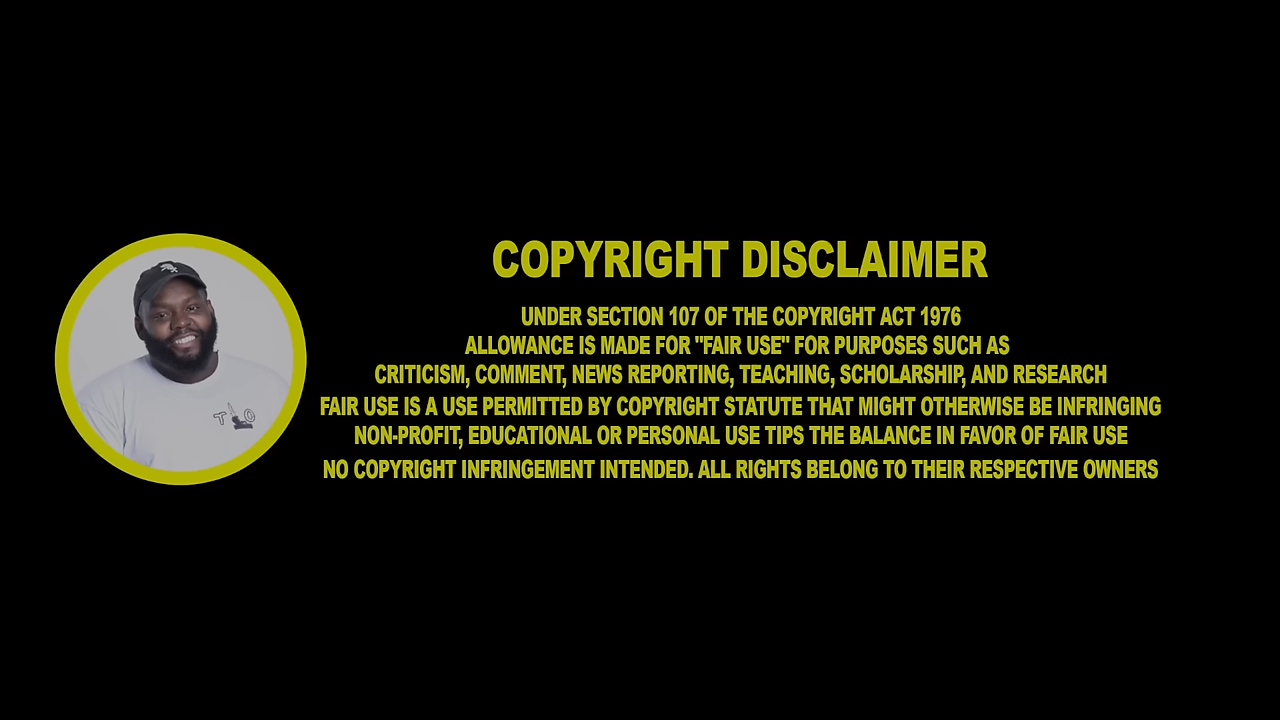 COPYRIGHT DISCLAIMER
UNDER SECTION 107 OF THE COPYRIGHT ACT 1976
ALLOWANCE IS MADE FOR "FAIR USE" FOR PURPOSES SUCH AS
CRITICISM, COMMENT, NEWS REPORTING, TEACHING, SCHOLARSHIP, AND RESEARCH
FAIR USE IS A USE PERMITTED BY COPYRIGHT STATUTE THAT MIGHT OTHERWISE BE INFRINGING
NON-PROFIT, EDUCATIONAL OR PERSONAL USE TIPS THE BALANCE IN FAVOR OF FAIR USE
NO COPYRIGHT INFRINGEMENT INTENDED. ALL RIGHTS BELONG TO THEIR RESPECTIVE OWNERS